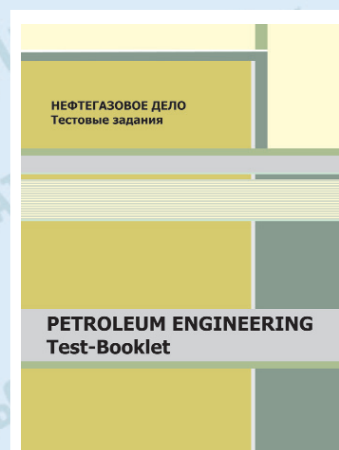 НЕФТЕГАЗОВОЕ ДЕЛО
Тестовые задания
PETROLEUM ENGINEERING
Test-Booklet